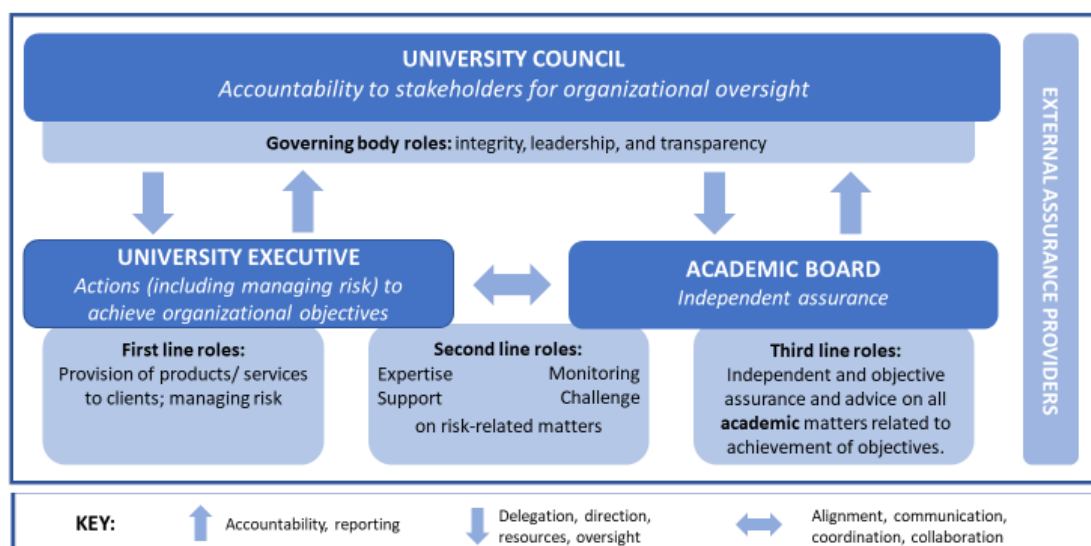 UNIVERSITY COUNCIL
Accountability to stakeholders for organizational oversight
Governing body roles: integrity, leadership, and transparency
UNIVERSITY EXECUTIVE
Actions (including managing risk) to
achieve organizational objectives
ACADEMIC BOARD
Independent assurance
First line roles:
Provision of products/ services
to clients; managing risk
Second line roles:
Expertise Monitoring
Support Challenge
on risk-related matters
Third line roles:
Independent and objective
assurance and advice on all
academic matters related to
achievement of objectives.
EXTERNAL ASSURANCE PROVIDERS
KEY:
Accountability, reporting
Delegation, direction,
resources, oversight
Alignment, communication,
coordination, collaboration